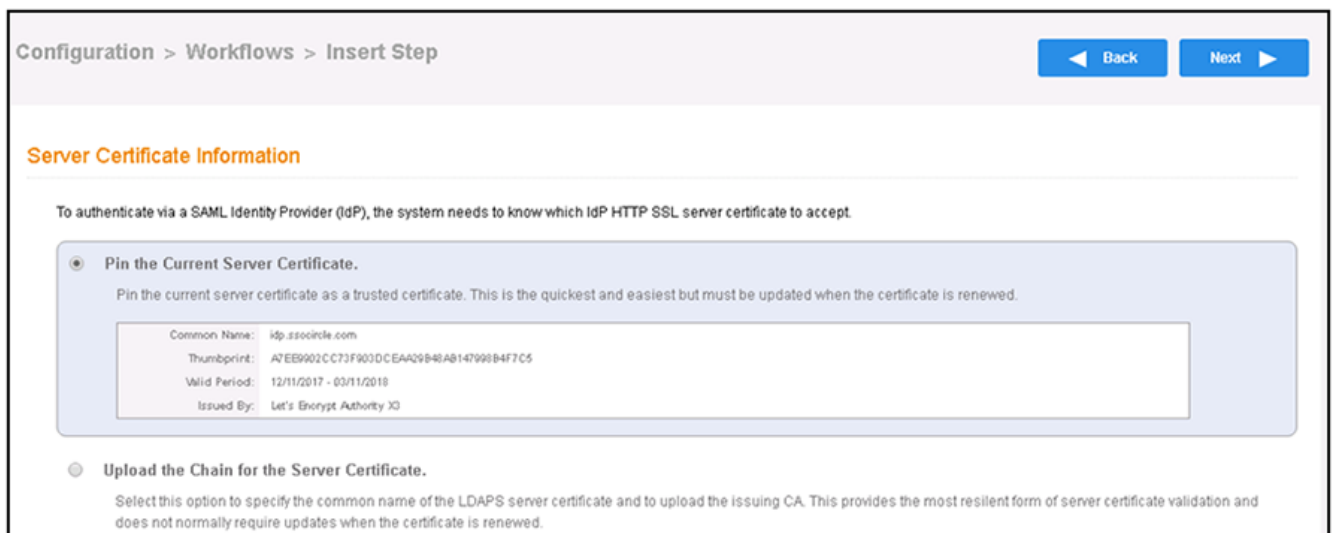 Configuration > Workflows > Insert Step
Back
Next
Server Certificate Information
To authenticate via a SAML Identity Provider (IdP), the system needs to know which IdP HTTP SSL server certificate to accept.
Pin the Current Server Certificate.
Pin the current server certificate as a trusted certificate. This is the quickest and easiest but must be updated when the certificate is renewed.
Common Name: idp.ssocircle.com
Thumbprint: A7EE9902CC73F903DCEAA29B48AB147998B4F7C5
Valid Period: 12/11/2017 - 03/11/2018
Issued By: Let's Encrypt Authority X3
Upload the Chain for the Server Certificate.
Select this option to specify the common name of the LDAPS server certificate and to upload the issuing CA. This provides the most resilent form of server certificate validation and
does not normally require updates when the certificate is renewed.